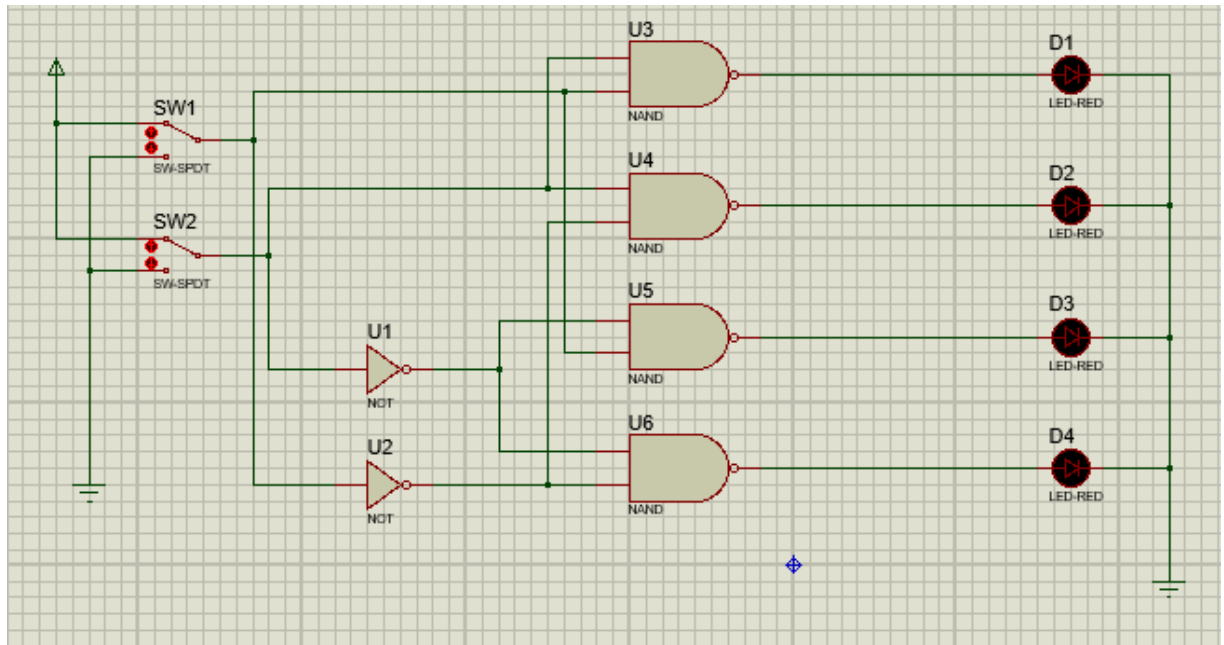 U3
NAND
D1
LED-RED
SW1
SW-SPDT
U4
NAND
D2
LED-RED
SW2
SW-SPDT
U5
NAND
D3
LED-RED
U1
NOT
U6
NAND
D4
LED-RED
U2
NOT